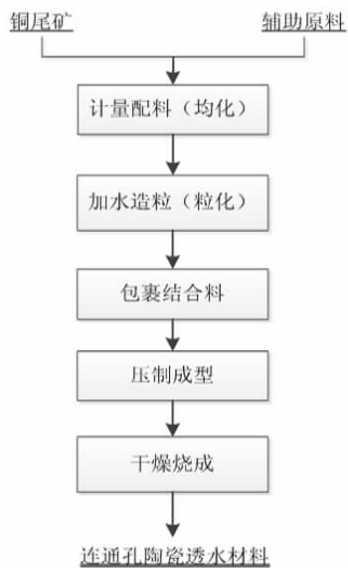 铜尾矿
辅助原料
计量配料（均化）
加水造粒（粒化）
包裹结合料
压制成型
干燥烧成
连通孔陶瓷透水材料